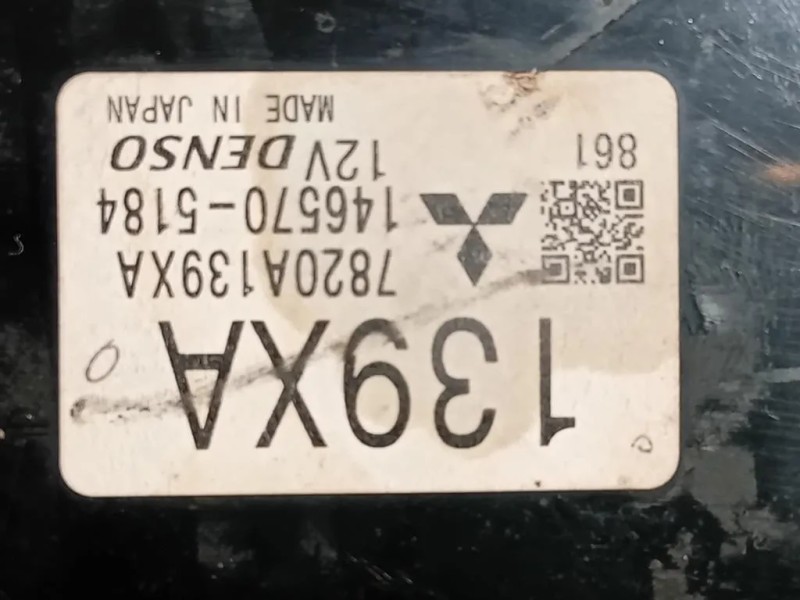 139XA
7820A139XA
146570-5184
861
12V DENSO
MADE IN JAPAN